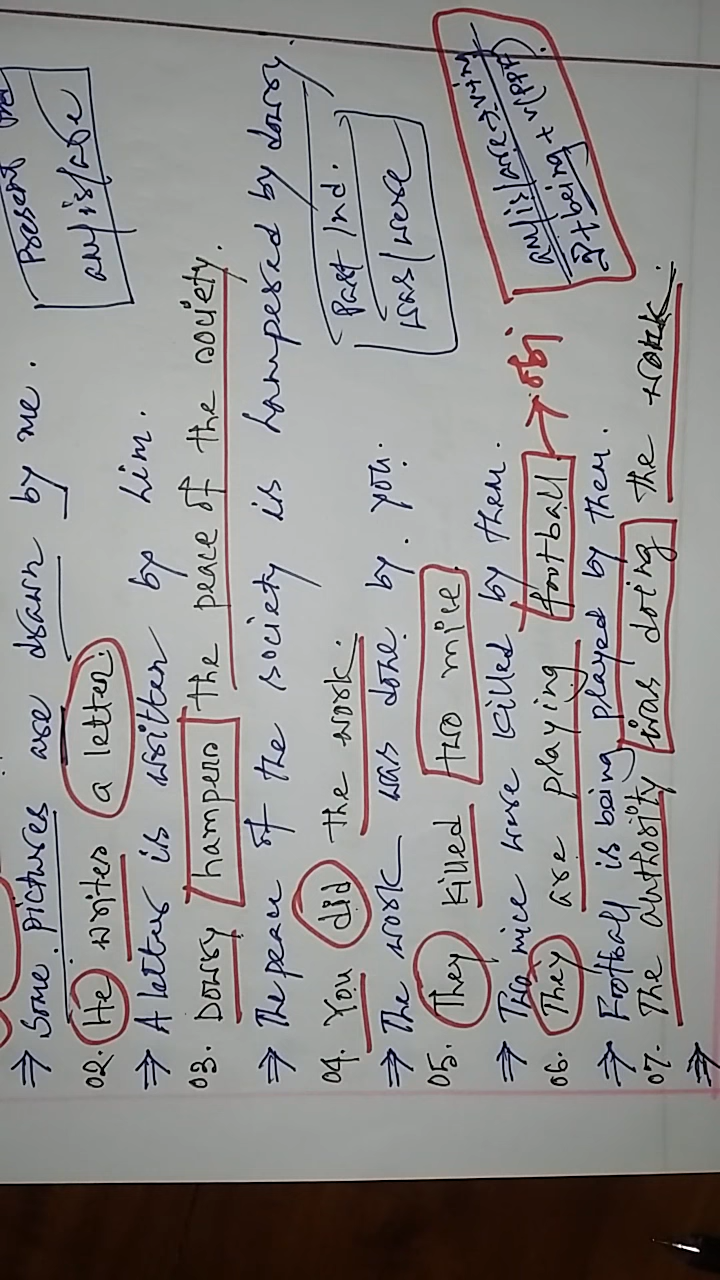 ⇒ Some pictures are drawn by me.
Present
am/is/are
02. He writes a letter.
⇒ A letter is written by him.
03. Dowry hampers the peace of the society.
⇒ The peace of the society is hampered by dowry.
04. You did the work.
Past Ind.
was/were
⇒ The work was done by you.
05. They killed two mice.
⇒ Two mice were killed by them.
06. They are playing football → obj
am/is/are + ving
ঐ + being + v(ppt)
⇒ Football is being played by them.
07. The authority was doing the work.
⇒